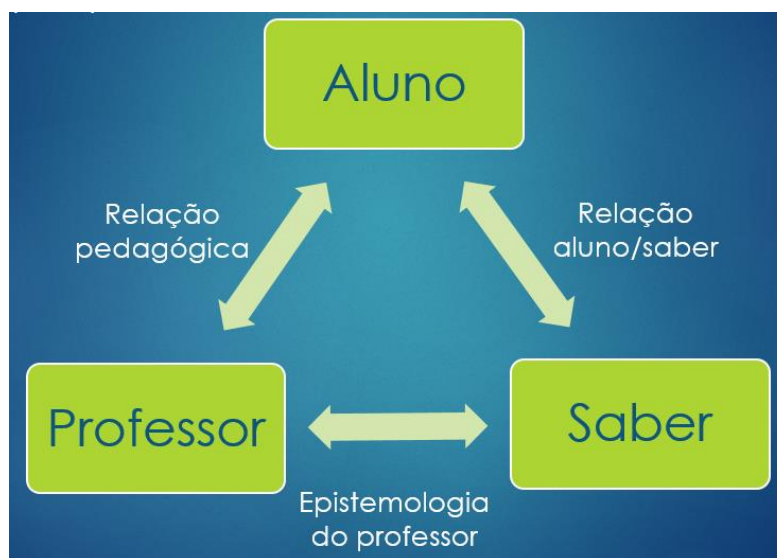 Aluno
Relação
pedagógica
Relação
aluno/saber
Professor
Saber
Epistemologia
do professor